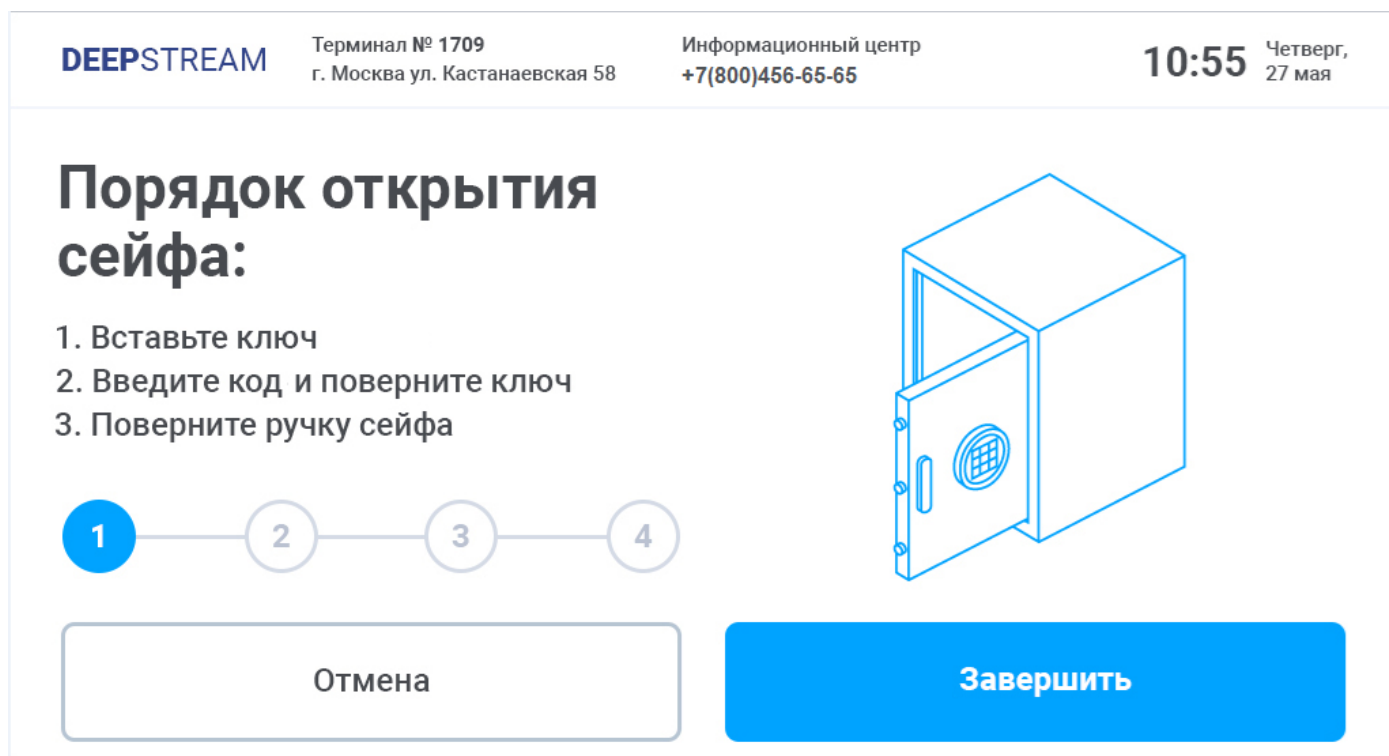 DEEPSTREAM
Терминал № 1709
г. Москва ул. Кастанаевская 58
Информационный центр
+7(800)456-65-65
10:55
Четверг,
27 мая
Порядок открытия
сейфа:
1. Вставьте ключ
2. Введите код и поверните ключ
3. Поверните ручку сейфа
1 2 3 4
Отмена
Завершить